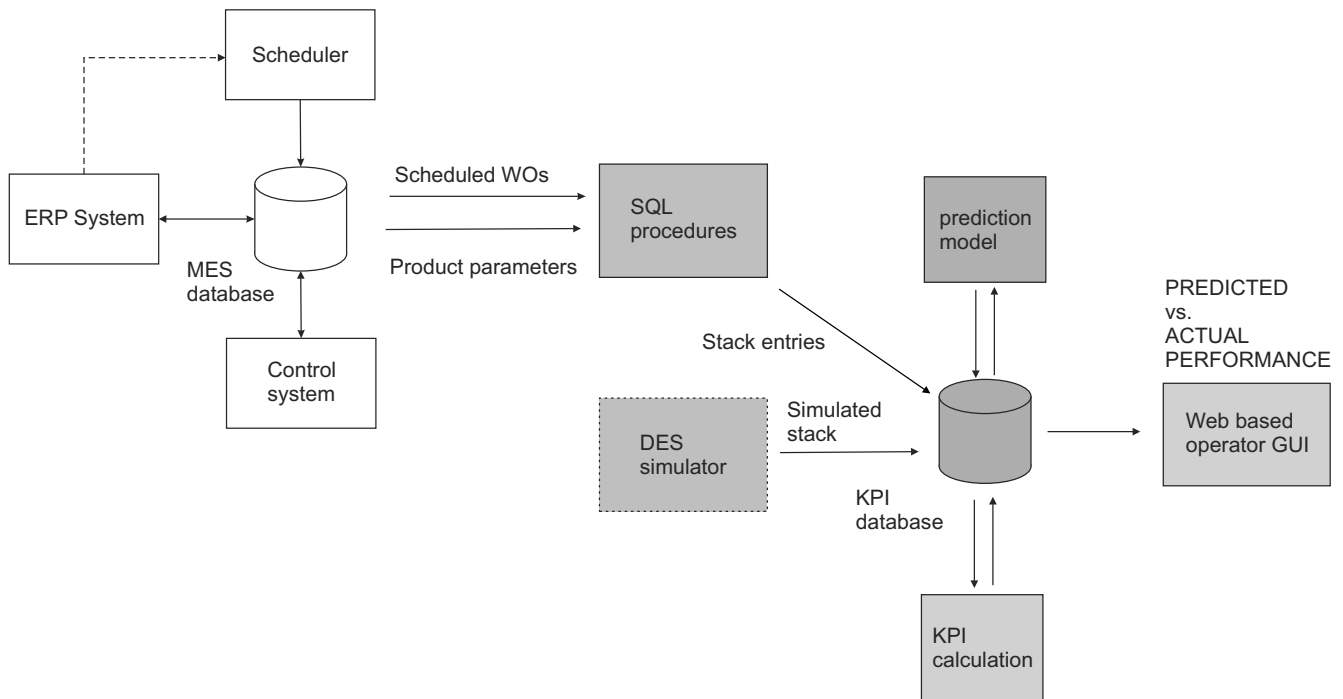 Scheduler
ERP System
MES
database
Control
system
Scheduled WOs
Product parameters
SQL
procedures
prediction
model
Stack entries
DES
simulator
Simulated
stack
KPI
database
PREDICTED
vs.
ACTUAL
PERFORMANCE
Web based
operator GUI
KPI
calculation